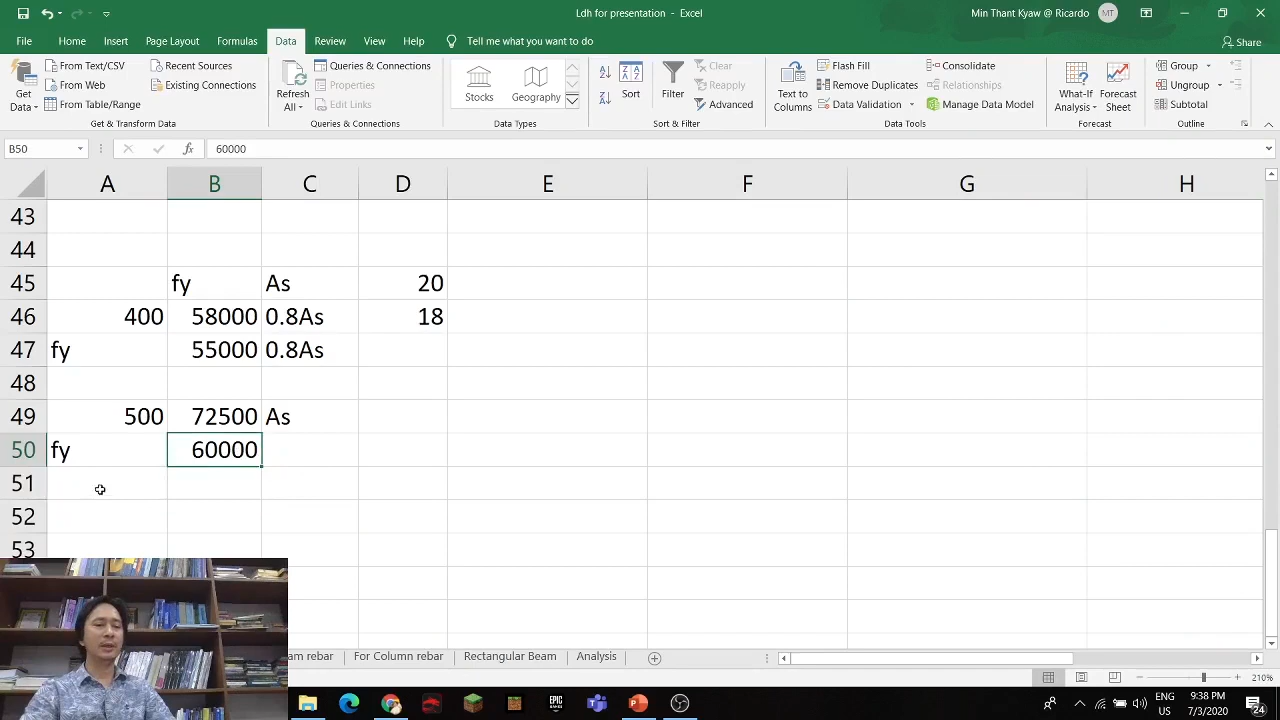 Ldh for presentation - Excel
Min Thant Kyaw @ Ricardo MT
File Home Insert Page Layout Formulas Data Review View Help Tell me what you want to do Share
Get Data
From Text/CSV
From Web
From Table/Range
Recent Sources
Existing Connections
Get & Transform Data
Refresh All
Queries & Connections
Properties
Edit Links
Queries & Connections
Stocks Geography
Data Types
Sort
Filter
Clear
Reapply
Advanced
Sort & Filter
Text to Columns
Flash Fill
Remove Duplicates
Data Validation
Consolidate
Relationships
Manage Data Model
Data Tools
What-If Analysis
Forecast Sheet
Forecast
Group
Ungroup
Subtotal
Outline
B50 fx 60000
A B C D E F G H
43
44
45 fy As 20
46 400 58000 0.8As 18
47 fy 55000 0.8As
48
49 500 72500 As
50 fy 60000
51
52
53
am rebar For Column rebar Rectangular Beam Analysis
210%
ENG 9:38 PM
US 7/3/2020
24
EPIC GAMES